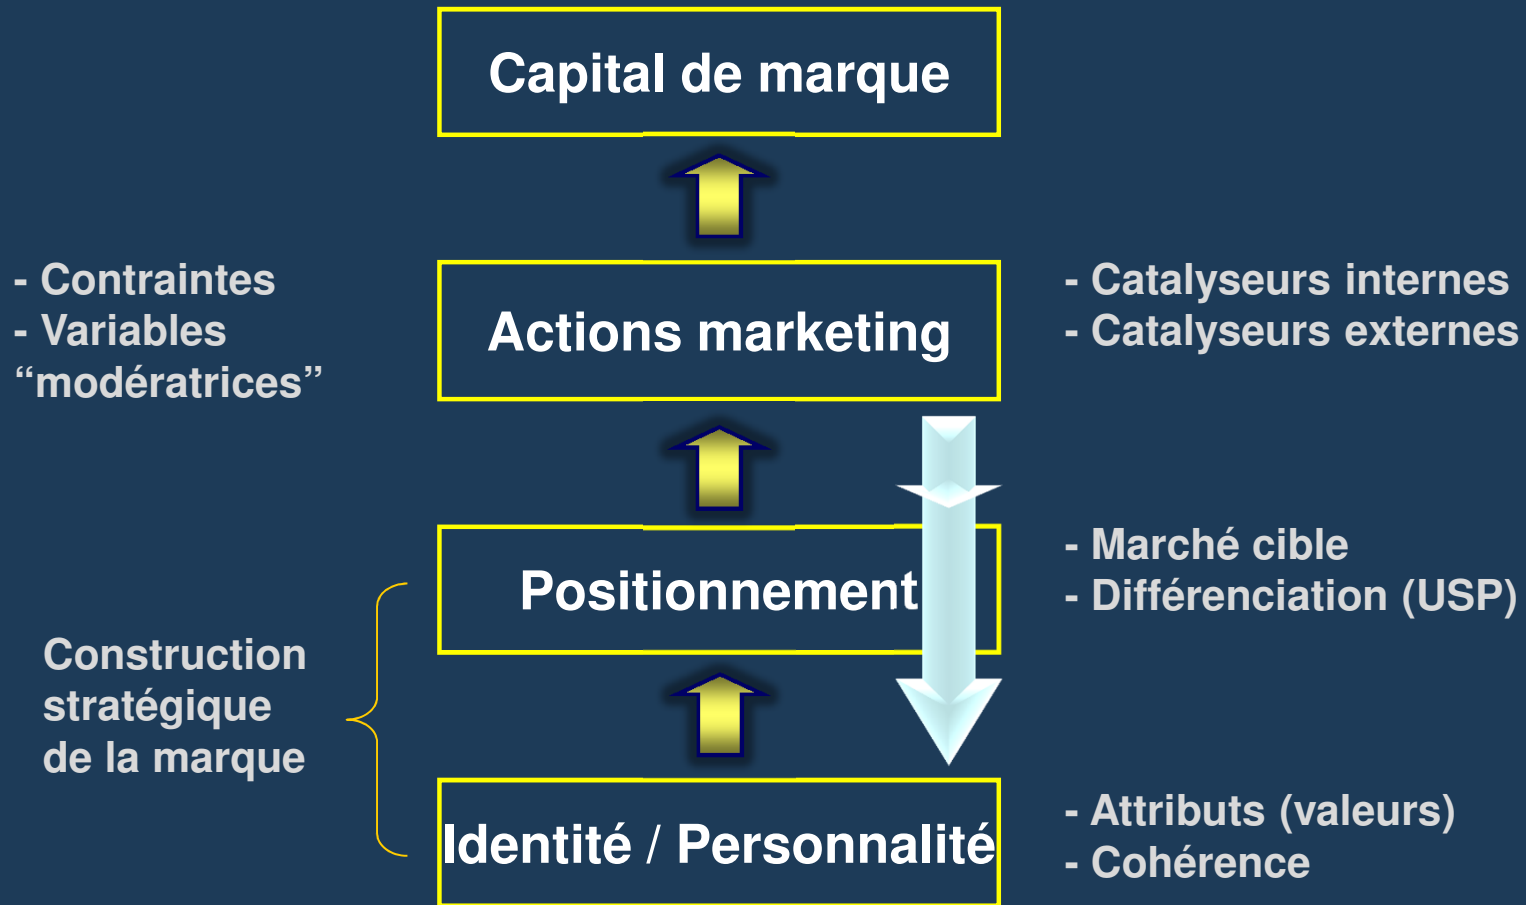 Capital de marque
- Contraintes
- Variables
“modératrices”
Actions marketing
- Catalyseurs internes
- Catalyseurs externes
Positionnement
- Marché cible
- Différenciation (USP)
Construction
stratégique
de la marque
Identité / Personnalité
- Attributs (valeurs)
- Cohérence